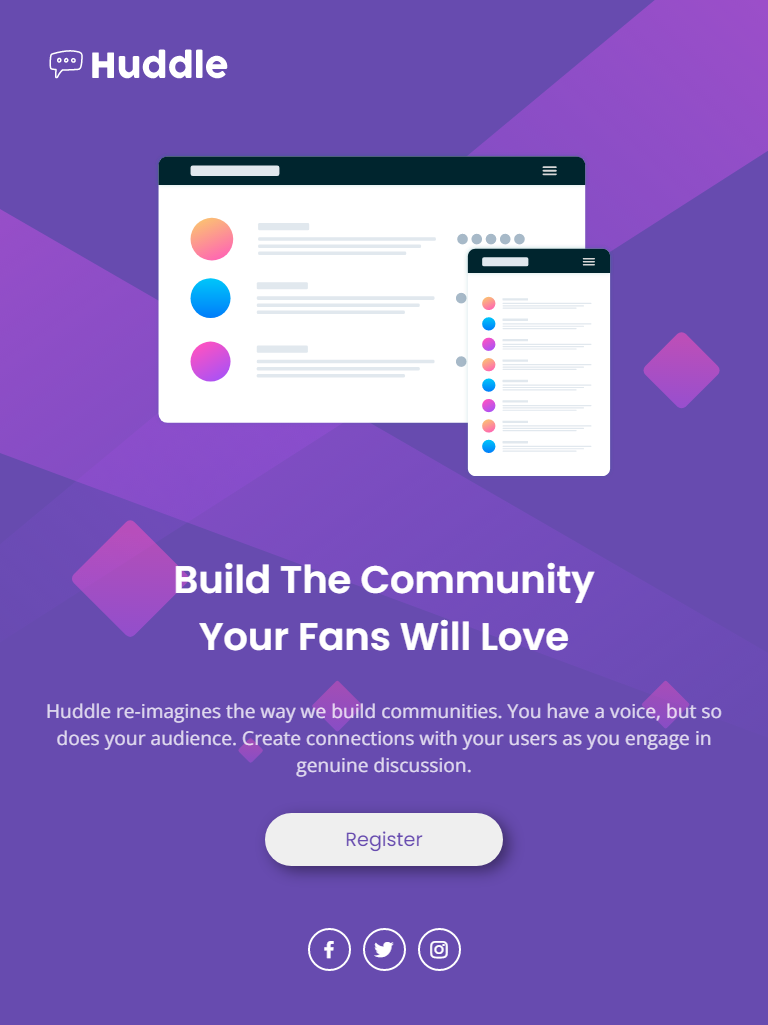 Huddle
Build The Community
Your Fans Will Love
Huddle re-imagines the way we build communities. You have a voice, but so
does your audience. Create connections with your users as you engage in
genuine discussion.
Register